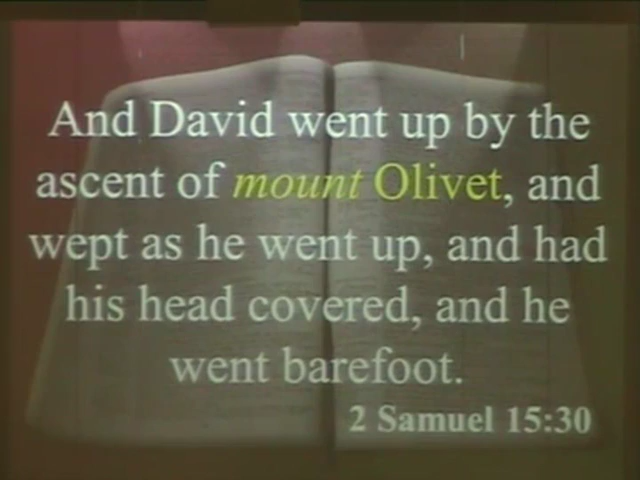 And David went up by the
ascent of mount Olivet, and
wept as he went up, and had
his head covered, and he
went barefoot.
2 Samuel 15:30